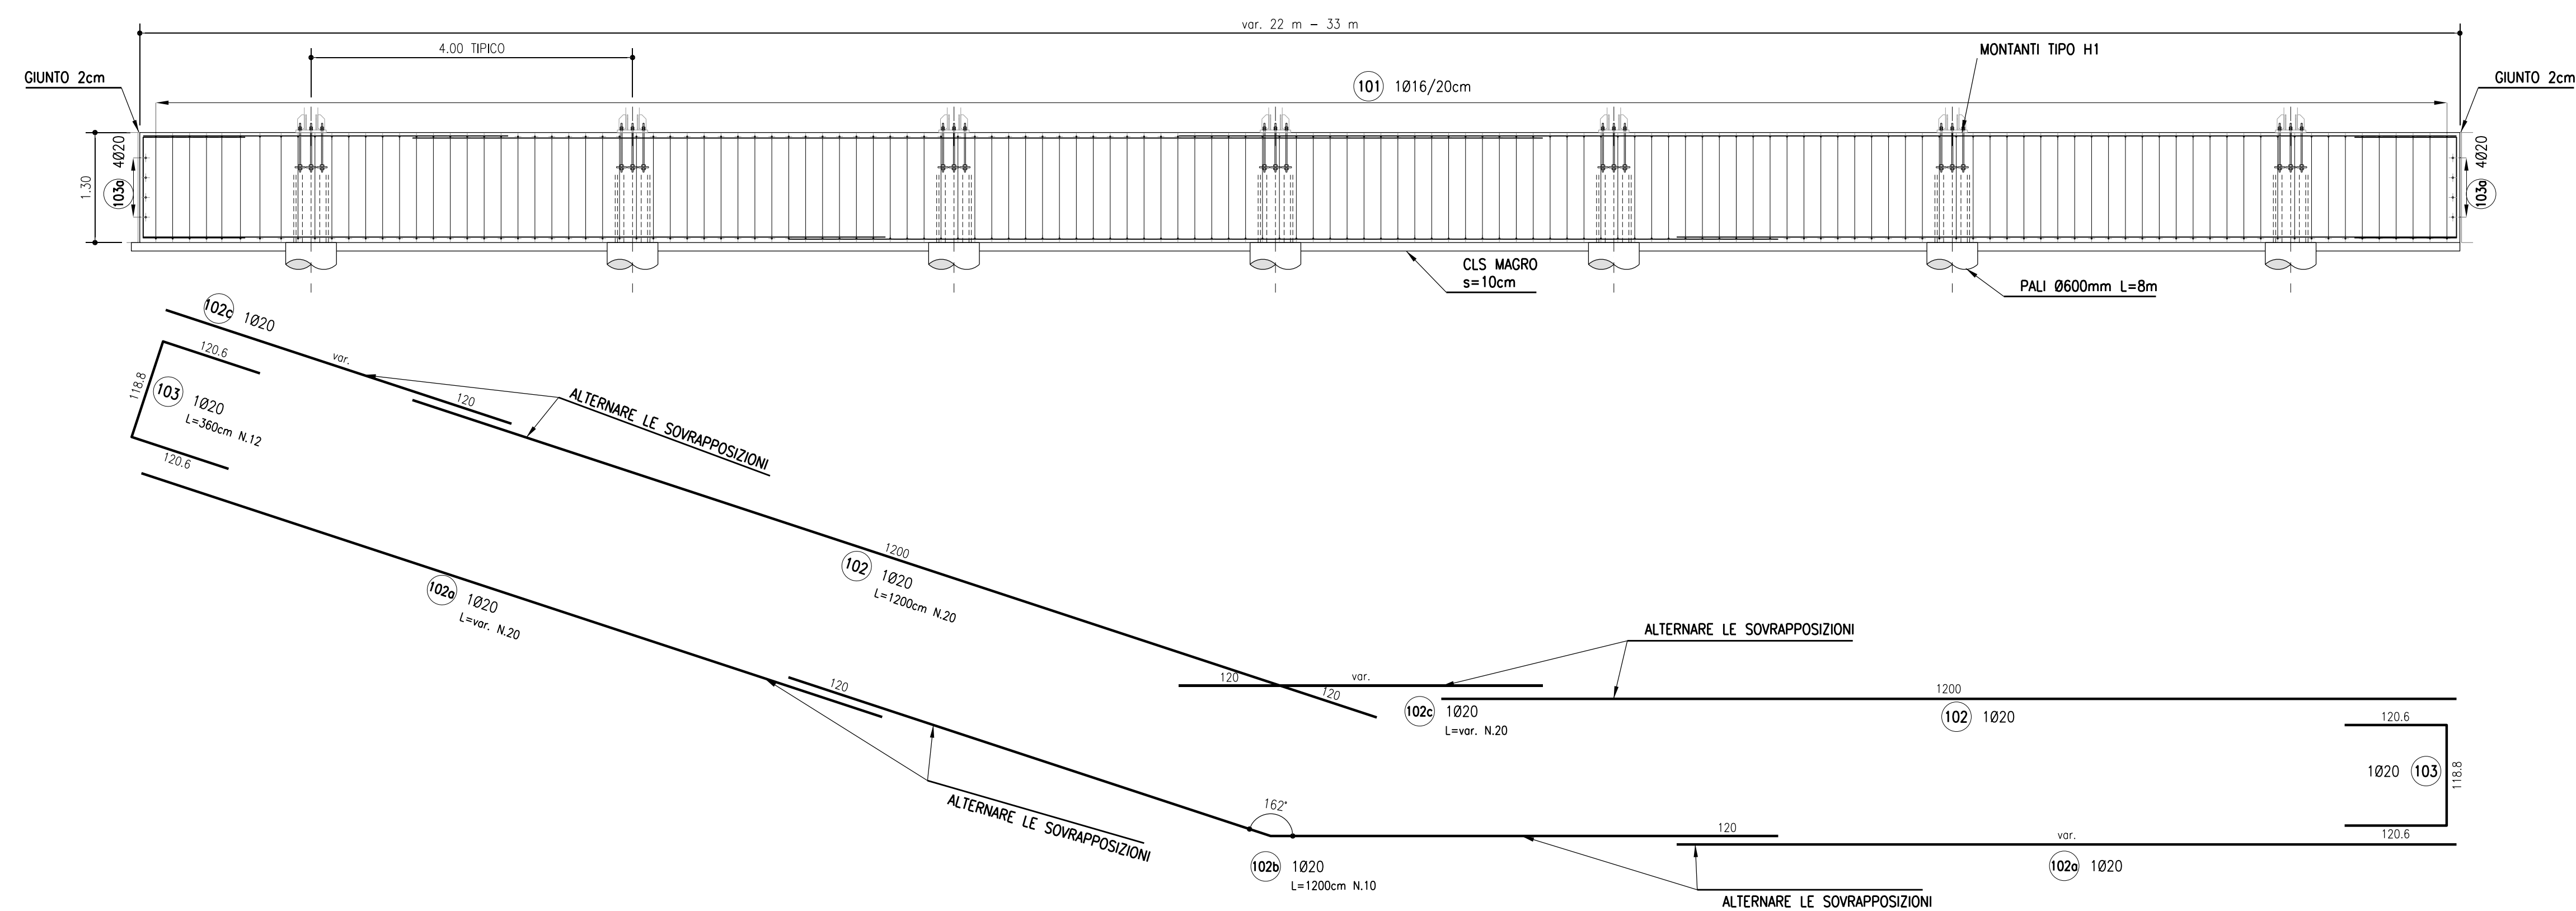 var. 22 m – 33 m
4.00 TIPICO
MONTANTI TIPO H1
GIUNTO 2cm
GIUNTO 2cm
101 1Ø16/20cm
1.30
103a 4Ø20
4Ø20
103a
CLS MAGRO
s=10cm
PALI Ø600mm L=8m
102c 1Ø20
120.6
var.
118.8
103 1Ø20
L=360cm N.12
120
ALTERNARE LE SOVRAPPOSIZIONI
120.6
1200
102 1Ø20
L=1200cm N.20
102a 1Ø20
L=var. N.20
ALTERNARE LE SOVRAPPOSIZIONI
120
120
var.
120
1200
102c 1Ø20
L=var. N.20
102 1Ø20
120.6
1Ø20 103
118.8
120.6
ALTERNARE LE SOVRAPPOSIZIONI
162°
120
var.
102b 1Ø20
L=1200cm N.10
102a 1Ø20
ALTERNARE LE SOVRAPPOSIZIONI